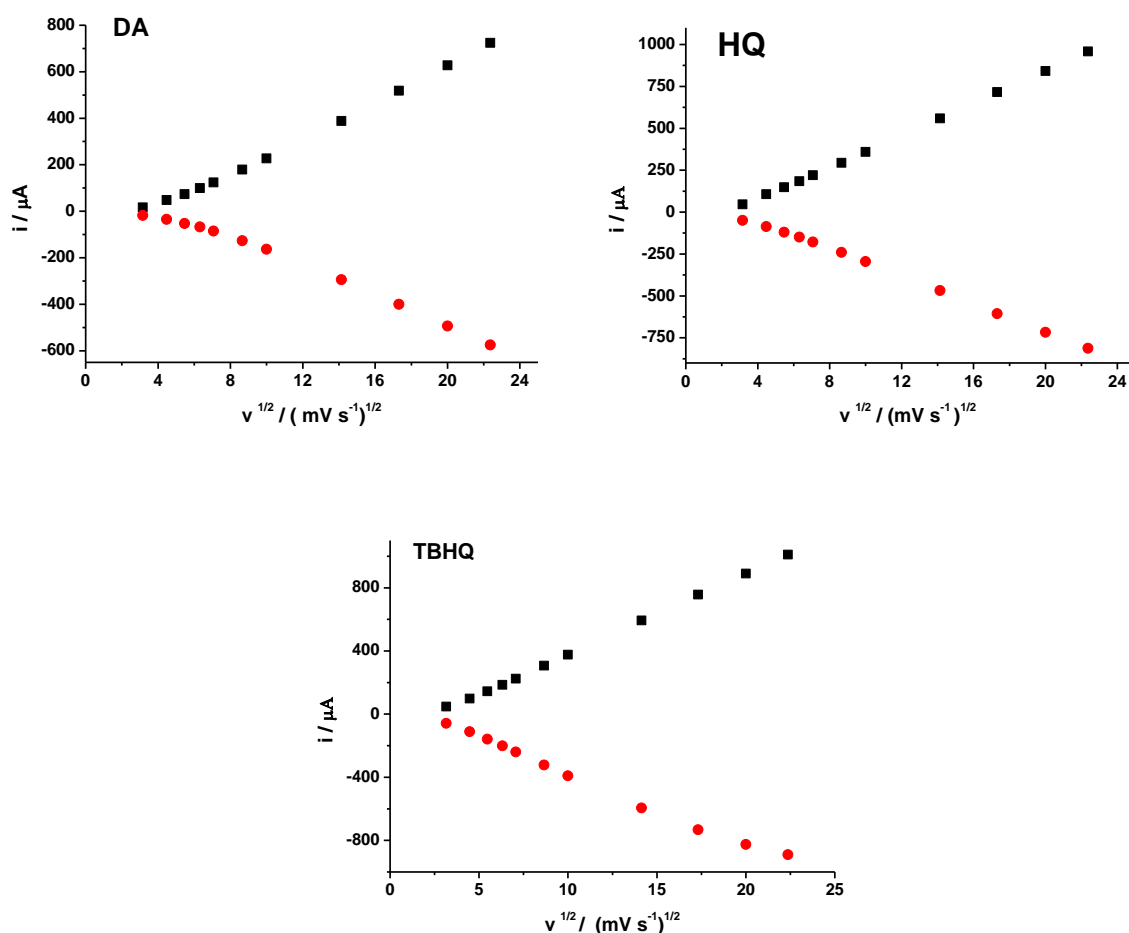 DA
800
600
400
200
0
-200
-400
-600
i / µA
0 4 8 12 16 20 24
v 1/2 / ( mV s-1)1/2
HQ
1000
750
500
250
0
-250
-500
-750
i / µA
0 4 8 12 16 20 24
v 1/2 / (mV s-1)1/2
TBHQ
800
400
0
-400
-800
i / µA
0 5 10 15 20 25
v 1/2 / (mV s-1)1/2